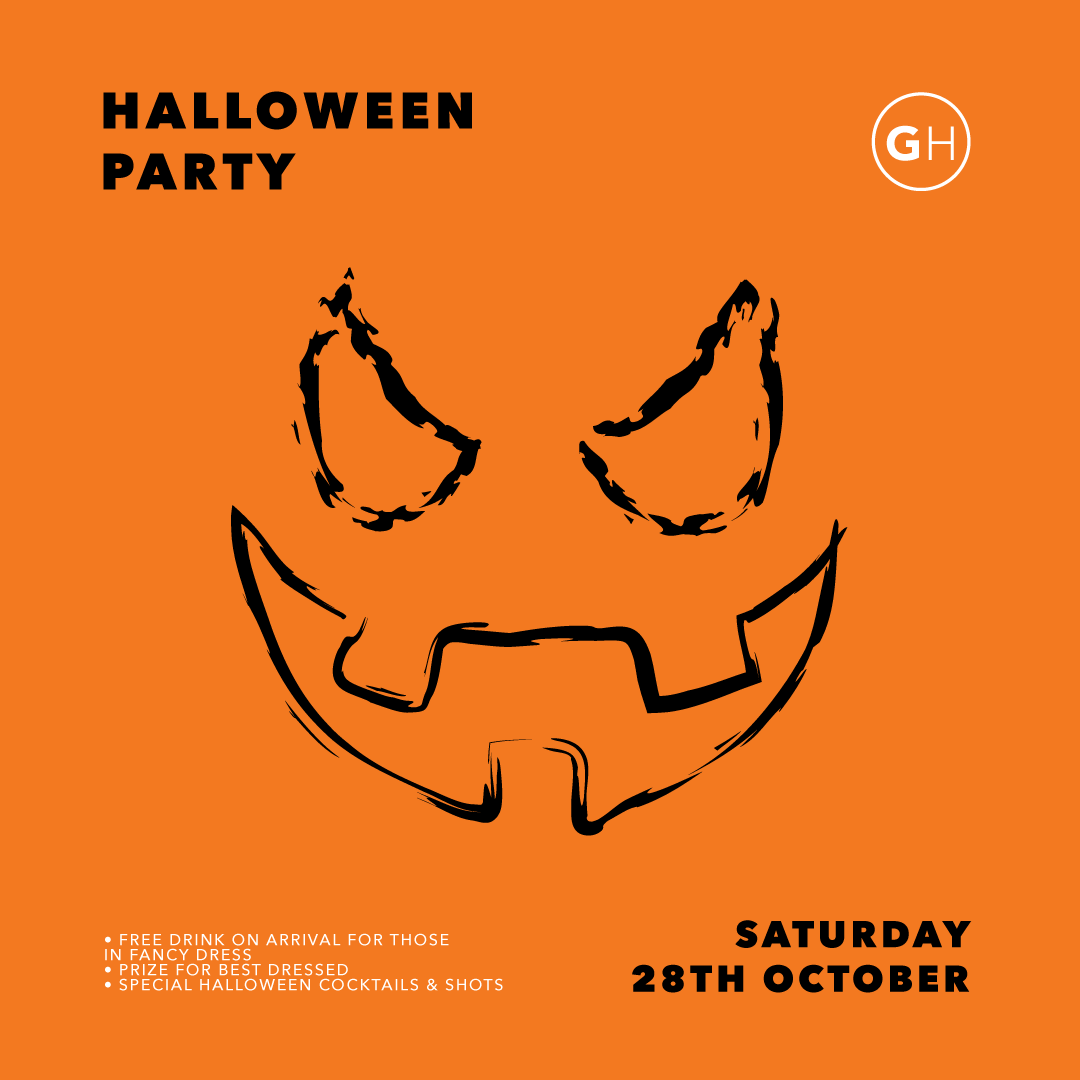 HALLOWEEN
PARTY
GH
• FREE DRINK ON ARRIVAL FOR THOSE
IN FANCY DRESS
• PRIZE FOR BEST DRESSED
• SPECIAL HALLOWEEN COCKTAILS & SHOTS
SATURDAY
28TH OCTOBER